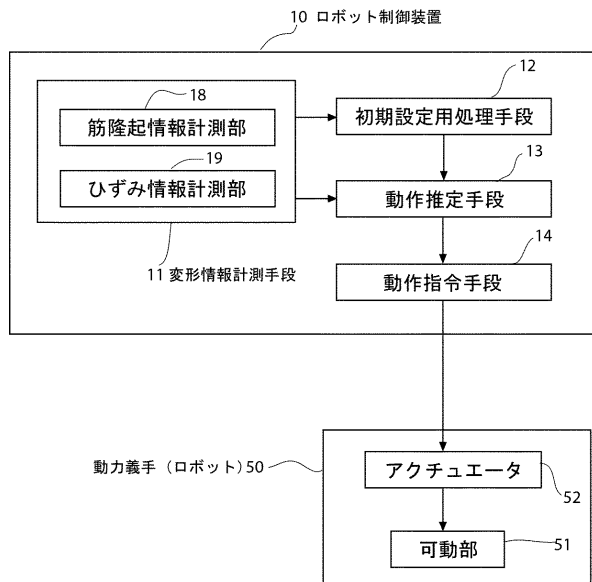 10 ロボット制御装置
18
筋隆起情報計測部
19
ひずみ情報計測部
11 変形情報計測手段
12
初期設定用処理手段
13
動作推定手段
14
動作指令手段
動力義手（ロボット）50
アクチュエータ
52
可動部
51